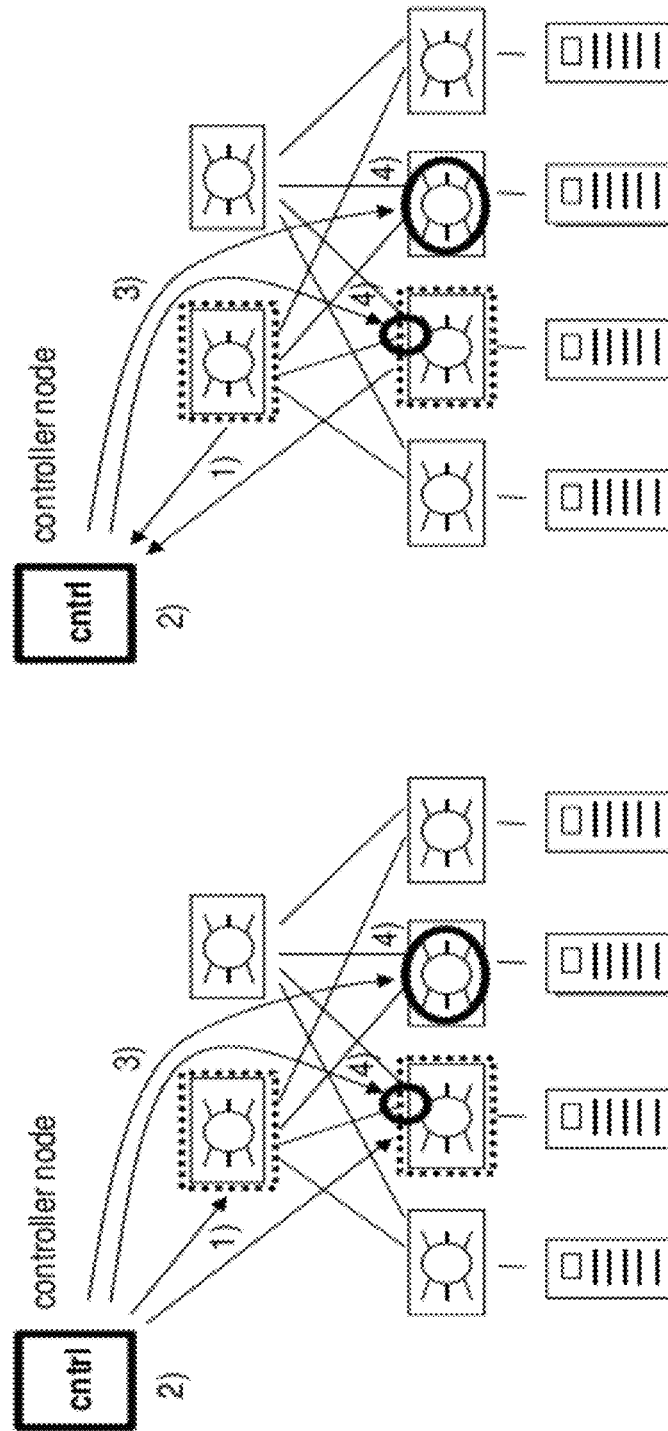 cntrl
controller node
2)
3)
1)
4)
4)
cntrl
controller node
2)
3)
1)
4)
4)